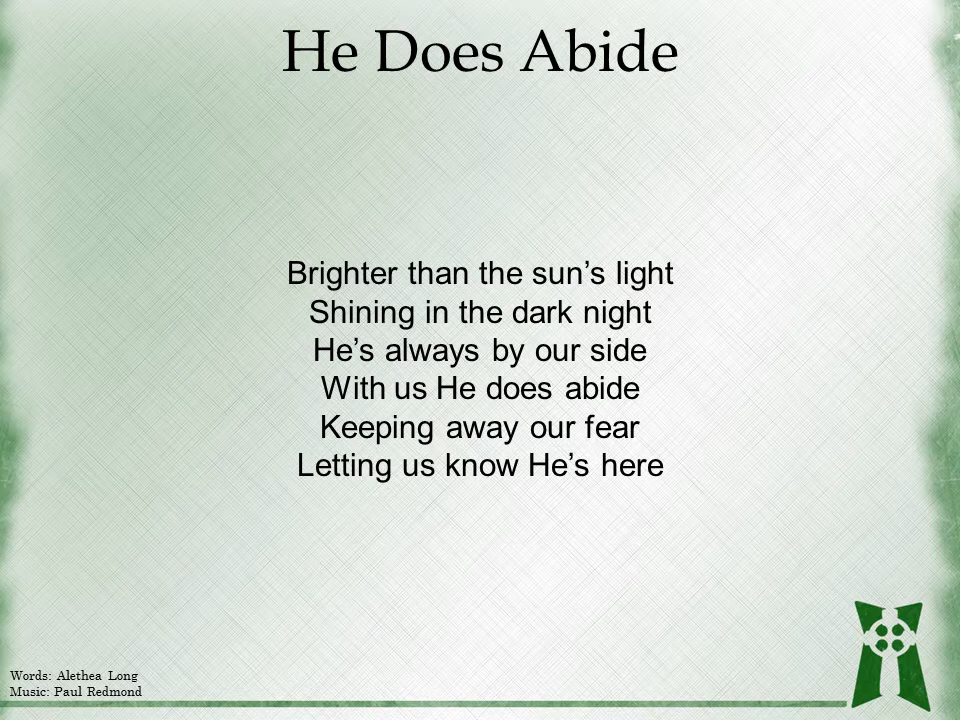 He Does Abide
Brighter than the sun’s light
Shining in the dark night
He’s always by our side
With us He does abide
Keeping away our fear
Letting us know He’s here
Words: Alethea Long
Music: Paul Redmond